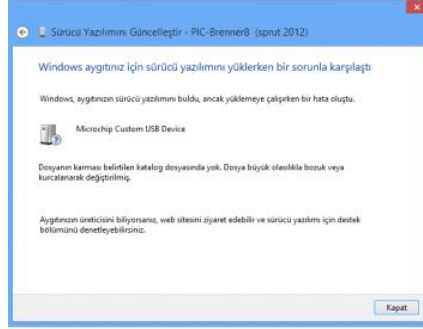 Sürücü Yazılımını Güncelleştir - PIC-Brenner8 (sprut 2012)
Windows aygıtınız için sürücü yazılımını yüklerken bir sorunla karşılaştı
Windows, aygıtınızın sürücü yazılımını buldu, ancak yüklemeye çalışırken bir hata oluştu.
Microchip Custom USB Device
Dosyanın karması belirtilen katalog dosyasında yok. Dosya büyük olasılıkla bozuk veya
kurcalanarak değiştirilmiş.
Aygıtınızın üreticisini biliyorsanız, web sitesini ziyaret edebilir ve sürücü yazılımı için destek
bölümünü denetleyebilirsiniz.
Kapat